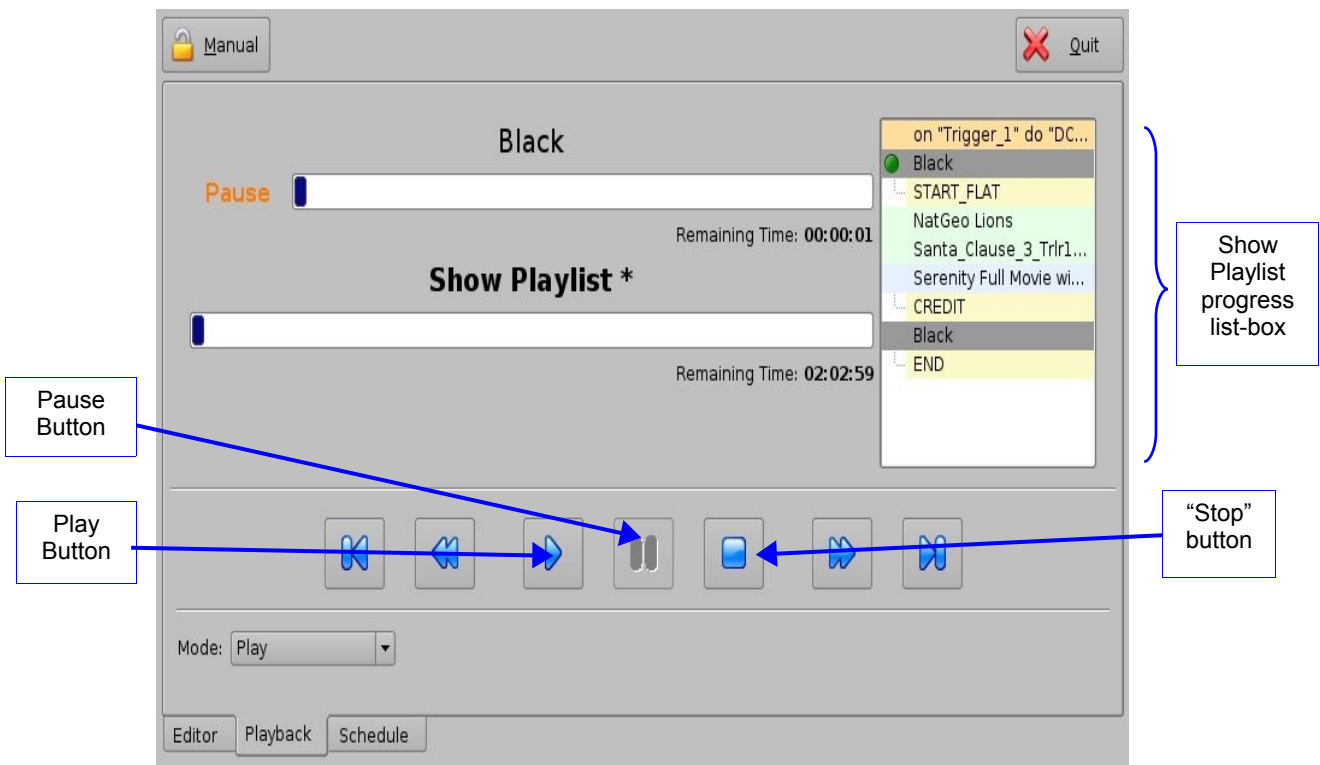 Manual
Quit
Black
Pause
Remaining Time: 00:00:01
Show Playlist *
Remaining Time: 02:02:59
on "Trigger_1" do "DC...
Black
START_FLAT
NatGeo Lions
Santa_Clause_3_Trlr1...
Serenity Full Movie wi...
CREDIT
Black
END
Show
Playlist
progress
list-box
Pause
Button
Play
Button
“Stop”
button
Mode: Play
Editor
Playback
Schedule